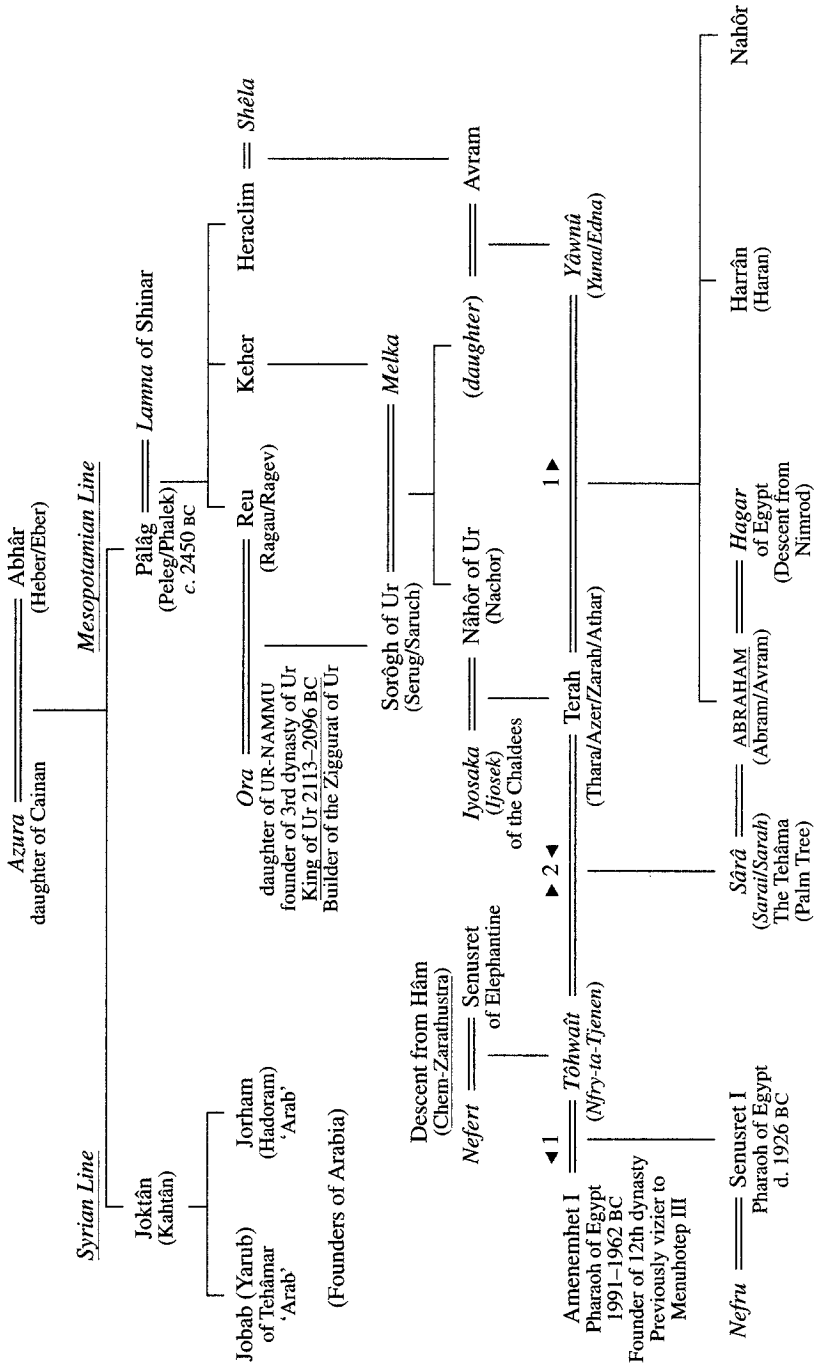 Azura Abhâr
daughter of Cainan (Heber/Eber)
Syrian Line Mesopotamian Line
Joktân Pâlâg Lamna of Shinar
(Kahtân) (Peleg/Phalek)
c. 2450 BC
Jobab (Yarub) Jorham Ora Reu Keher Heraclim Shêla
of Tehâmar (Hadoram) (Ragau/Ragev)
'Arab' 'Arab'
(Founders of Arabia)
daughter of UR-NAMMU
founder of 3rd dynasty of Ur
King of Ur 2113–2096 BC
Builder of the Ziggurat of Ur
Sorôgh of Ur Melka
(Serug/Saruch)
Descent from Hâm
(Chem-Zarathustra)
Nefert Senusret
of Elephantine
Iyosaka Nâhôr of Ur (daughter) Avram
(Ijosek) (Nachor)
of the Chaldees
◄ 1 ► 2 ◄ 1 ►
Amenemhet I Tôhwaît Terah Yâwnû
Pharaoh of Egypt (Nfry-ta-Tjenen) (Thara/Azer/Zarah/Athar) (Yuna/Edna)
1991–1962 BC
Founder of 12th dynasty
Previously vizier to
Menuhotep III
Nefru Senusret I Sârâ ABRAHAM Hagar Harrân Nahôr
Pharaoh of Egypt (Sarai/Sarah) (Abram/Avram) of Egypt (Haran)
d. 1926 BC The Tehâma (Descent from
(Palm Tree) Nimrod)